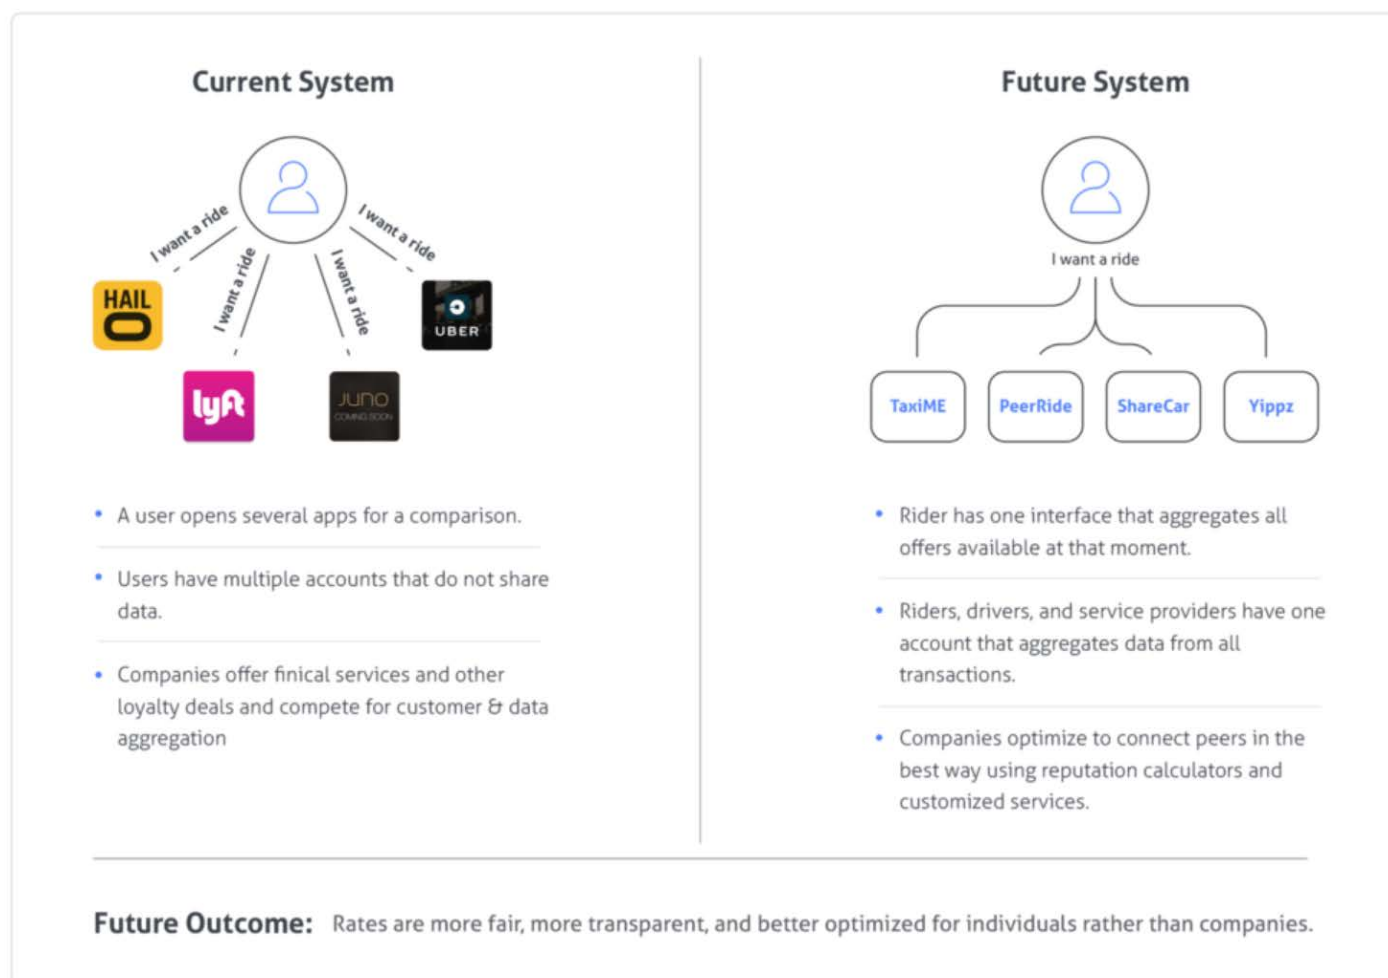 Current System
I want a ride
I want a ride
I want a ride
I want a ride
HAIL
O
lyft
JUNO
COMING SOON
UBER
A user opens several apps for a comparison.
Users have multiple accounts that do not share
data.
Companies offer finical services and other
loyalty deals and compete for customer & data
aggregation
Future System
I want a ride
TaxiME
PeerRide
ShareCar
Yippz
Rider has one interface that aggregates all
offers available at that moment.
Riders, drivers, and service providers have one
account that aggregates data from all
transactions.
Companies optimize to connect peers in the
best way using reputation calculators and
customized services.
Future Outcome: Rates are more fair, more transparent, and better optimized for individuals rather than companies.